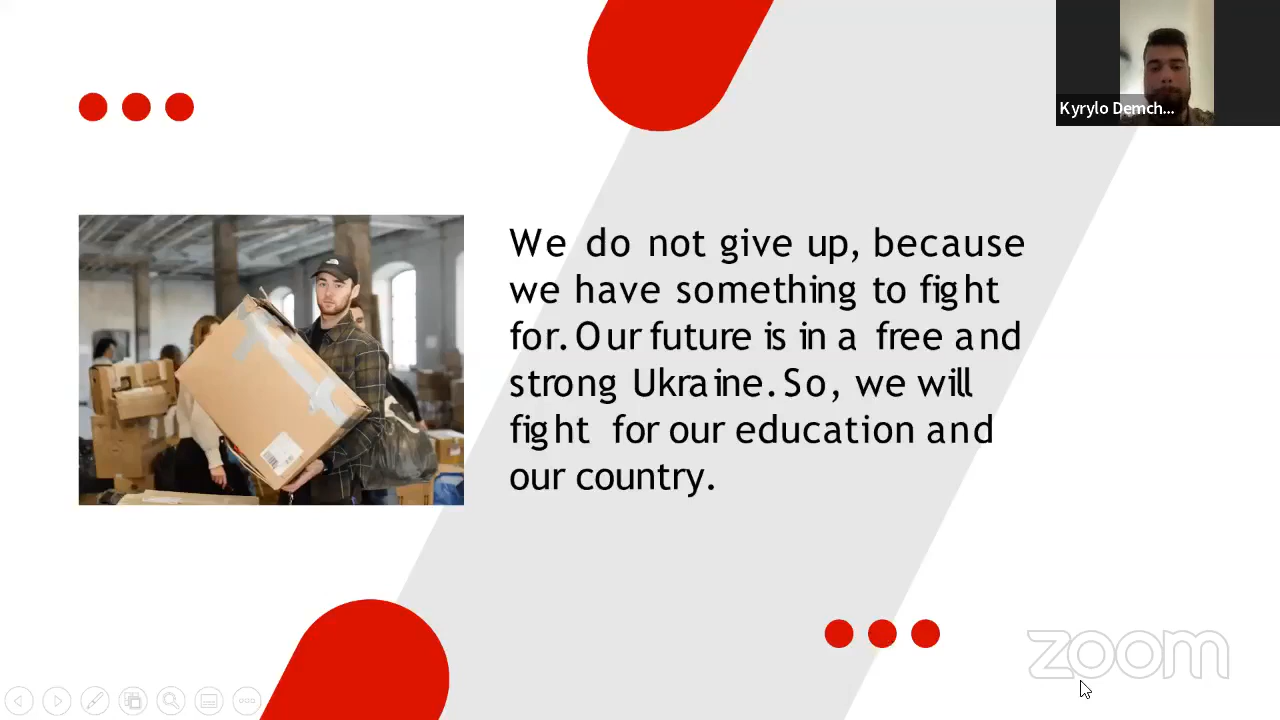 Kyrylo Demch...
We do not give up, because
we have something to fight
for. Our future is in a free and
strong Ukraine. So, we will
fight for our education and
our country.
zoom